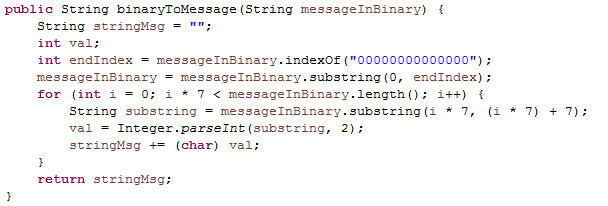 public String binaryToMessage(String messageInBinary) {
    String stringMsg = "";
    int val;
    int endIndex = messageInBinary.indexOf("00000000000000");
    messageInBinary = messageInBinary.substring(0, endIndex);
    for (int i = 0; i * 7 < messageInBinary.length(); i++) {
        String substring = messageInBinary.substring(i * 7, (i * 7) + 7);
        val = Integer.parseInt(substring, 2);
        stringMsg += (char) val;
    }
    return stringMsg;
}